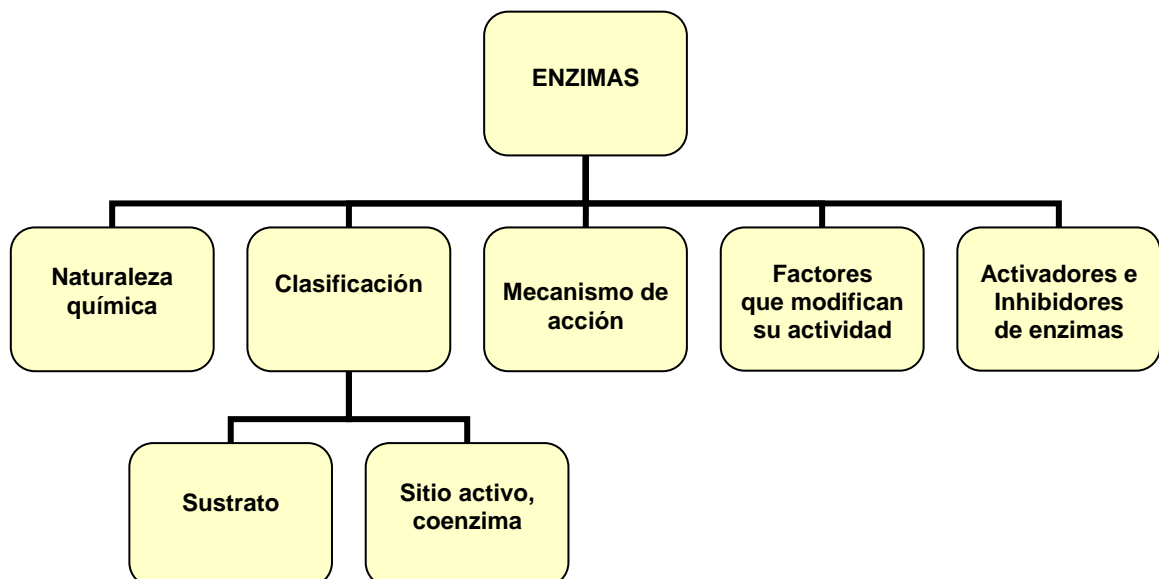 ENZIMAS
Naturaleza
química
Clasificación
Mecanismo de
acción
Factores
que modifican
su actividad
Activadores e
Inhibidores
de enzimas
Sustrato
Sitio activo,
coenzima